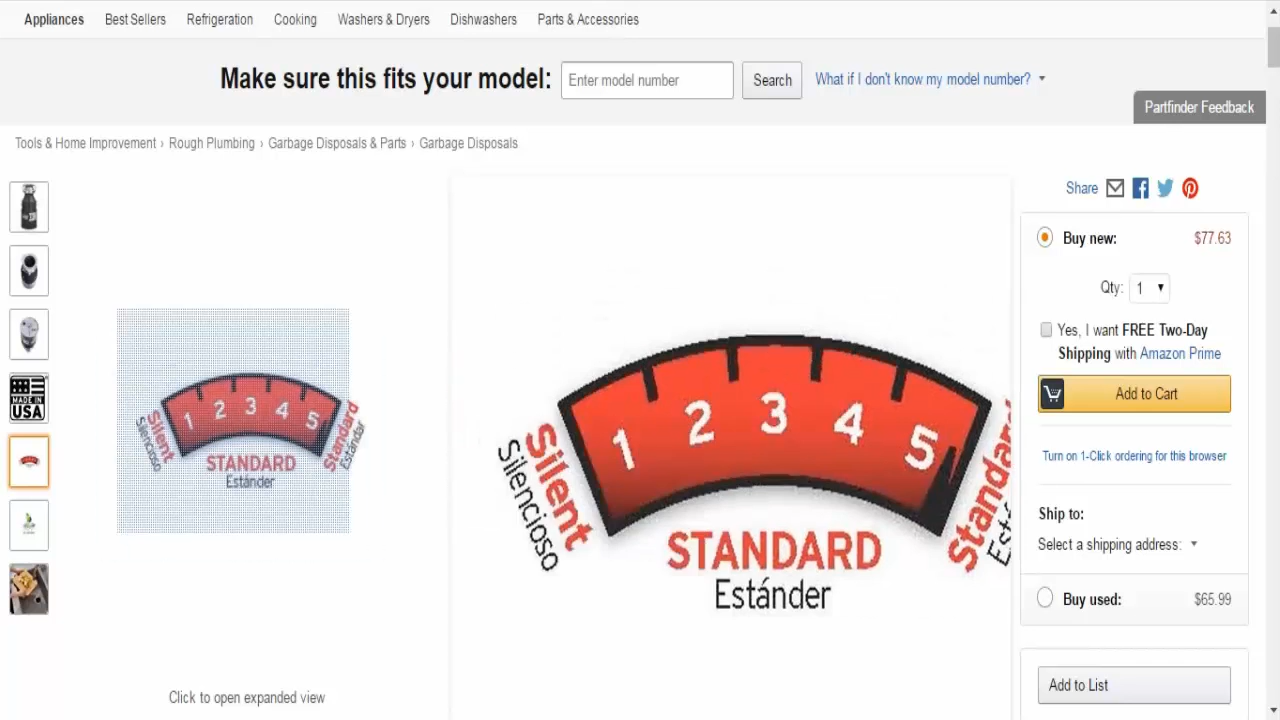 Appliances Best Sellers Refrigeration Cooking Washers & Dryers Dishwashers Parts & Accessories
Make sure this fits your model: Enter model number Search What if I don't know my model number?
Partfinder Feedback
Tools & Home Improvement › Rough Plumbing › Garbage Disposals & Parts › Garbage Disposals
Share
MADE IN
USA
Silent
Silencioso
1 2 3 4 5
STANDARD
Estánder
Standard
Estándar
Silent
Silencioso
1 2 3 4 5
STANDARD
Estánder
Standard
Buy new: $77.63
Qty: 1
Yes, I want FREE Two-Day
Shipping with Amazon Prime
Add to Cart
Turn on 1-Click ordering for this browser
Ship to:
Select a shipping address:
Buy used: $65.99
Add to List
Click to open expanded view